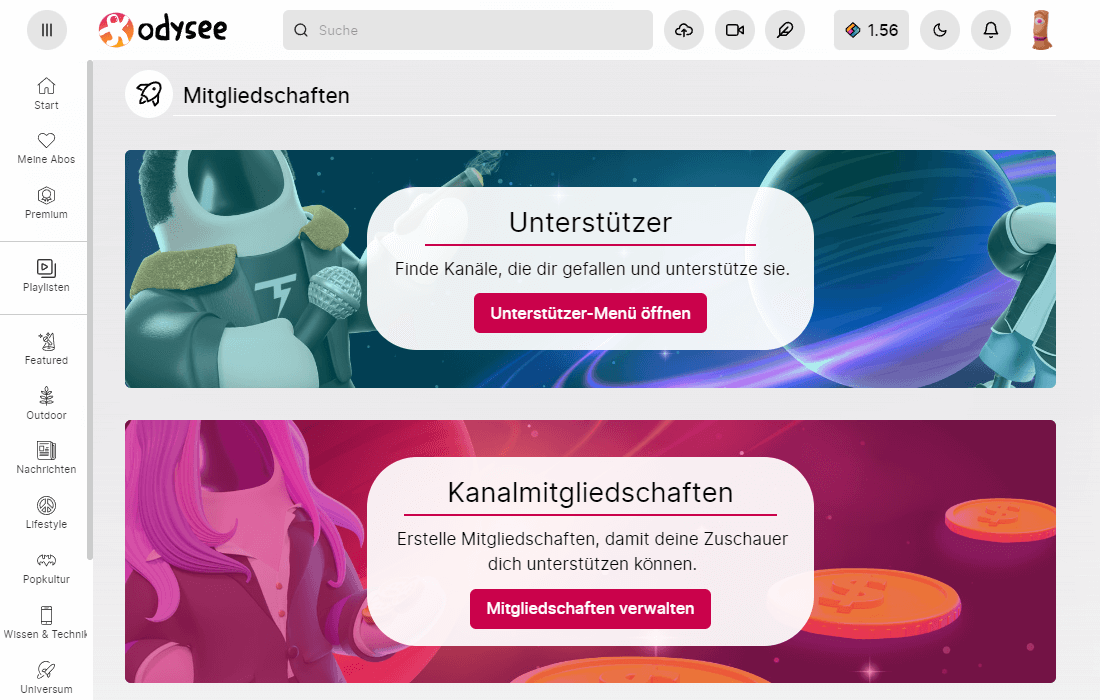 odysee
Suche
1.56
Start
Meine Abos
Premium
Playlisten
Featured
Outdoor
Nachrichten
Lifestyle
Popkultur
Wissen & Technik
Universum
Mitgliedschaften
Unterstützer
Finde Kanäle, die dir gefallen und unterstütze sie.
Unterstützer-Menü öffnen
Kanalmitgliedschaften
Erstelle Mitgliedschaften, damit deine Zuschauer
dich unterstützen können.
Mitgliedschaften verwalten